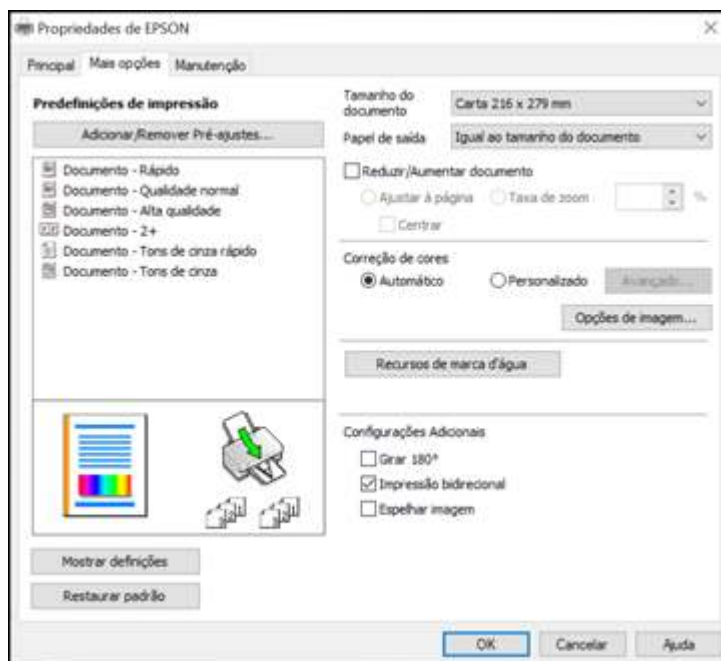 Propriedades de EPSON
Principal Mais opções Manutenção
Predefinições de impressão
Adicionar/Remover Pré-ajustes...
Documento - Rápido
Documento - Qualidade normal
Documento - Alta qualidade
Documento - 2+
Documento - Tons de cinza rápido
Documento - Tons de cinza
Mostrar definições
Restaurar padrão
Tamanho do documento
Carta 216 x 279 mm
Papel de saída
Igual ao tamanho do documento
Reduzir/Aumentar documento
Ajustar à página
Taxa de zoom
%
Centrar
Correção de cores
Automático
Personalizado
Avançado...
Opções de imagem...
Recursos de marca d'água
Configurações Adicionais
Girar 180°
Impressão bidirecional
Espelhar imagem
OK Cancelar Ajuda